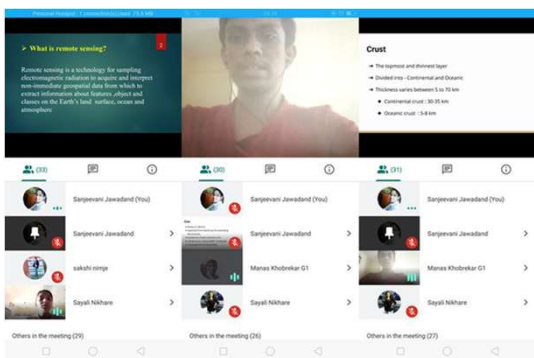 What is remote sensing?
2
Remote sensing is a technology for sampling
electromagnetic radiation to acquire and interpret
non-immediate geospatial data from which to
extract information about features ,object and
classes on the Earth's land surface, ocean and
atmosphere
(33)
Sanjeevani Jawadand (You)
Sanjeevani Jawadand
sakshi nimje
Sayali Nikhare
Others in the meeting (29)
(30)
Sanjeevani Jawadand (You)
Sanjeevani Jawadand
Manas Khobrekar G1
Sayali Nikhare
Others in the meeting (26)
Crust
The topmost and thinnest layer
Divided into - Continental and Oceanic
Thickness varies between 5 to 70 km
Continental crust : 30-35 km
Oceanic crust : 5-8 km
(31)
Sanjeevani Jawadand (You)
Sanjeevani Jawadand
Manas Khobrekar G1
Sayali Nikhare
Others in the meeting (27)